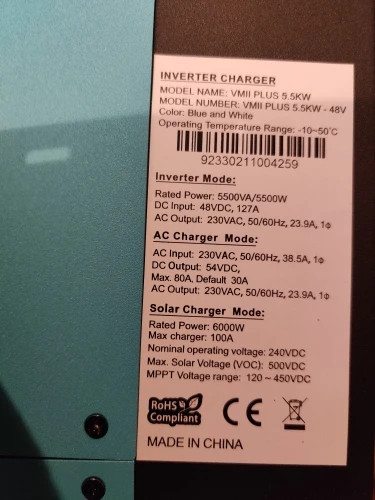 INVERTER CHARGER
MODEL NAME: VMII PLUS 5.5KW
MODEL NUMBER: VMII PLUS 5.5KW - 48V
Color: Blue and White
Operating Temperature Range: -10~50°C
92330211004259
Inverter Mode:
Rated Power: 5500VA/5500W
DC Input: 48VDC, 127A
AC Output: 230VAC, 50/60Hz, 23.9A, 1Φ
AC Charger Mode:
AC Input: 230VAC, 50/60Hz, 38.5A, 1Φ
DC Output: 54VDC,
Max. 80A, Default 30A
AC Output: 230VAC, 50/60Hz, 23.9A, 1Φ
Solar Charger Mode:
Rated Power: 6000W
Max charger: 100A
Nominal operating voltage: 240VDC
Max. Solar Voltage (VOC): 500VDC
MPPT Voltage range: 120 ~ 450VDC
RoHS
Compliant
CE
MADE IN CHINA